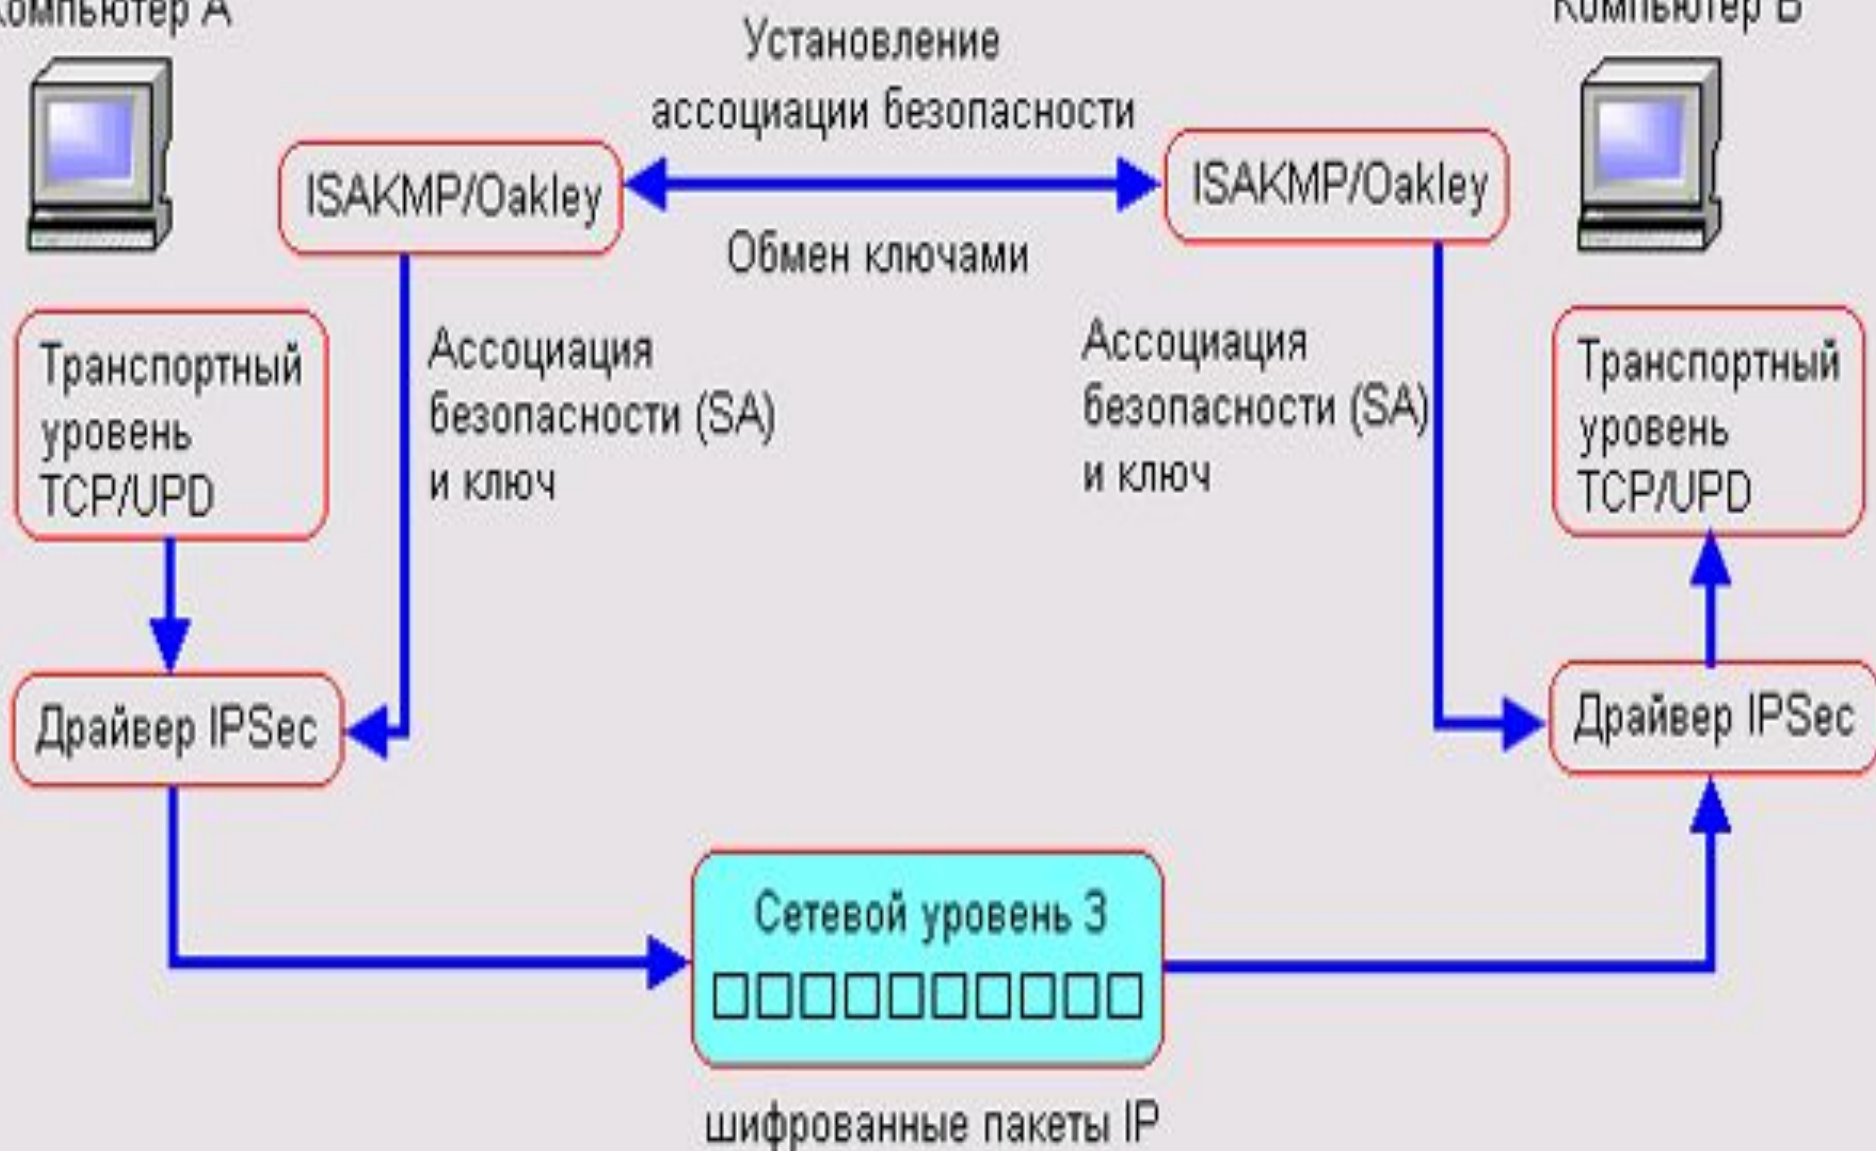 Компьютер А
Компьютер В
Установление
ассоциации безопасности
ISAKMP/Oakley
ISAKMP/Oakley
Обмен ключами
Транспортный
уровень
TCP/UPD
Ассоциация
безопасности (SA)
и ключ
Ассоциация
безопасности (SA)
и ключ
Транспортный
уровень
TCP/UPD
Драйвер IPSec
Драйвер IPSec
Сетевой уровень 3
шифрованные пакеты IP